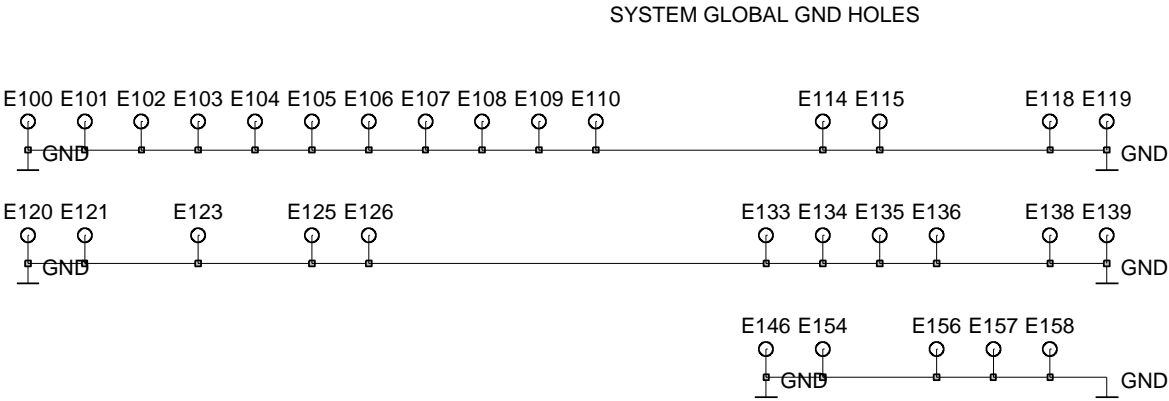 SYSTEM GLOBAL GND HOLES
E100 E101 E102 E103 E104 E105 E106 E107 E108 E109 E110 E114 E115 E118 E119
GND GND
E120 E121 E123 E125 E126 E133 E134 E135 E136 E138 E139
GND GND
E146 E154 E156 E157 E158
GND GND